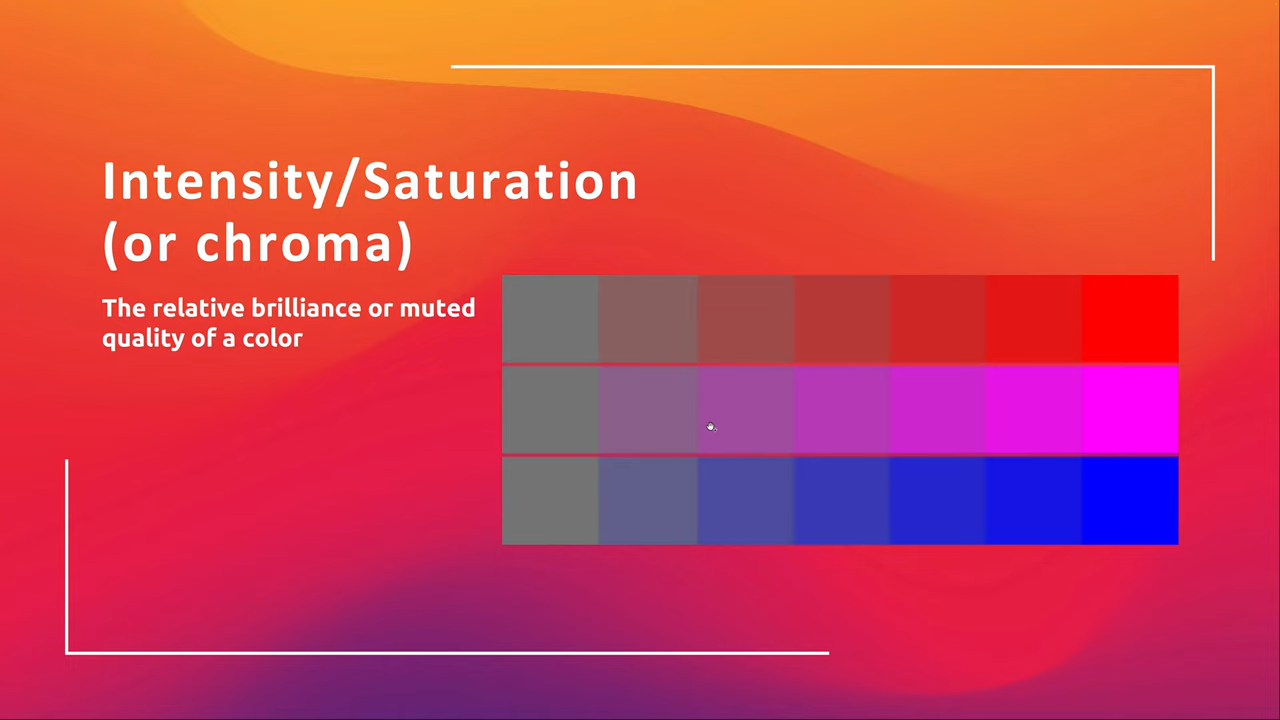 Intensity/Saturation
(or chroma)
The relative brilliance or muted
quality of a color